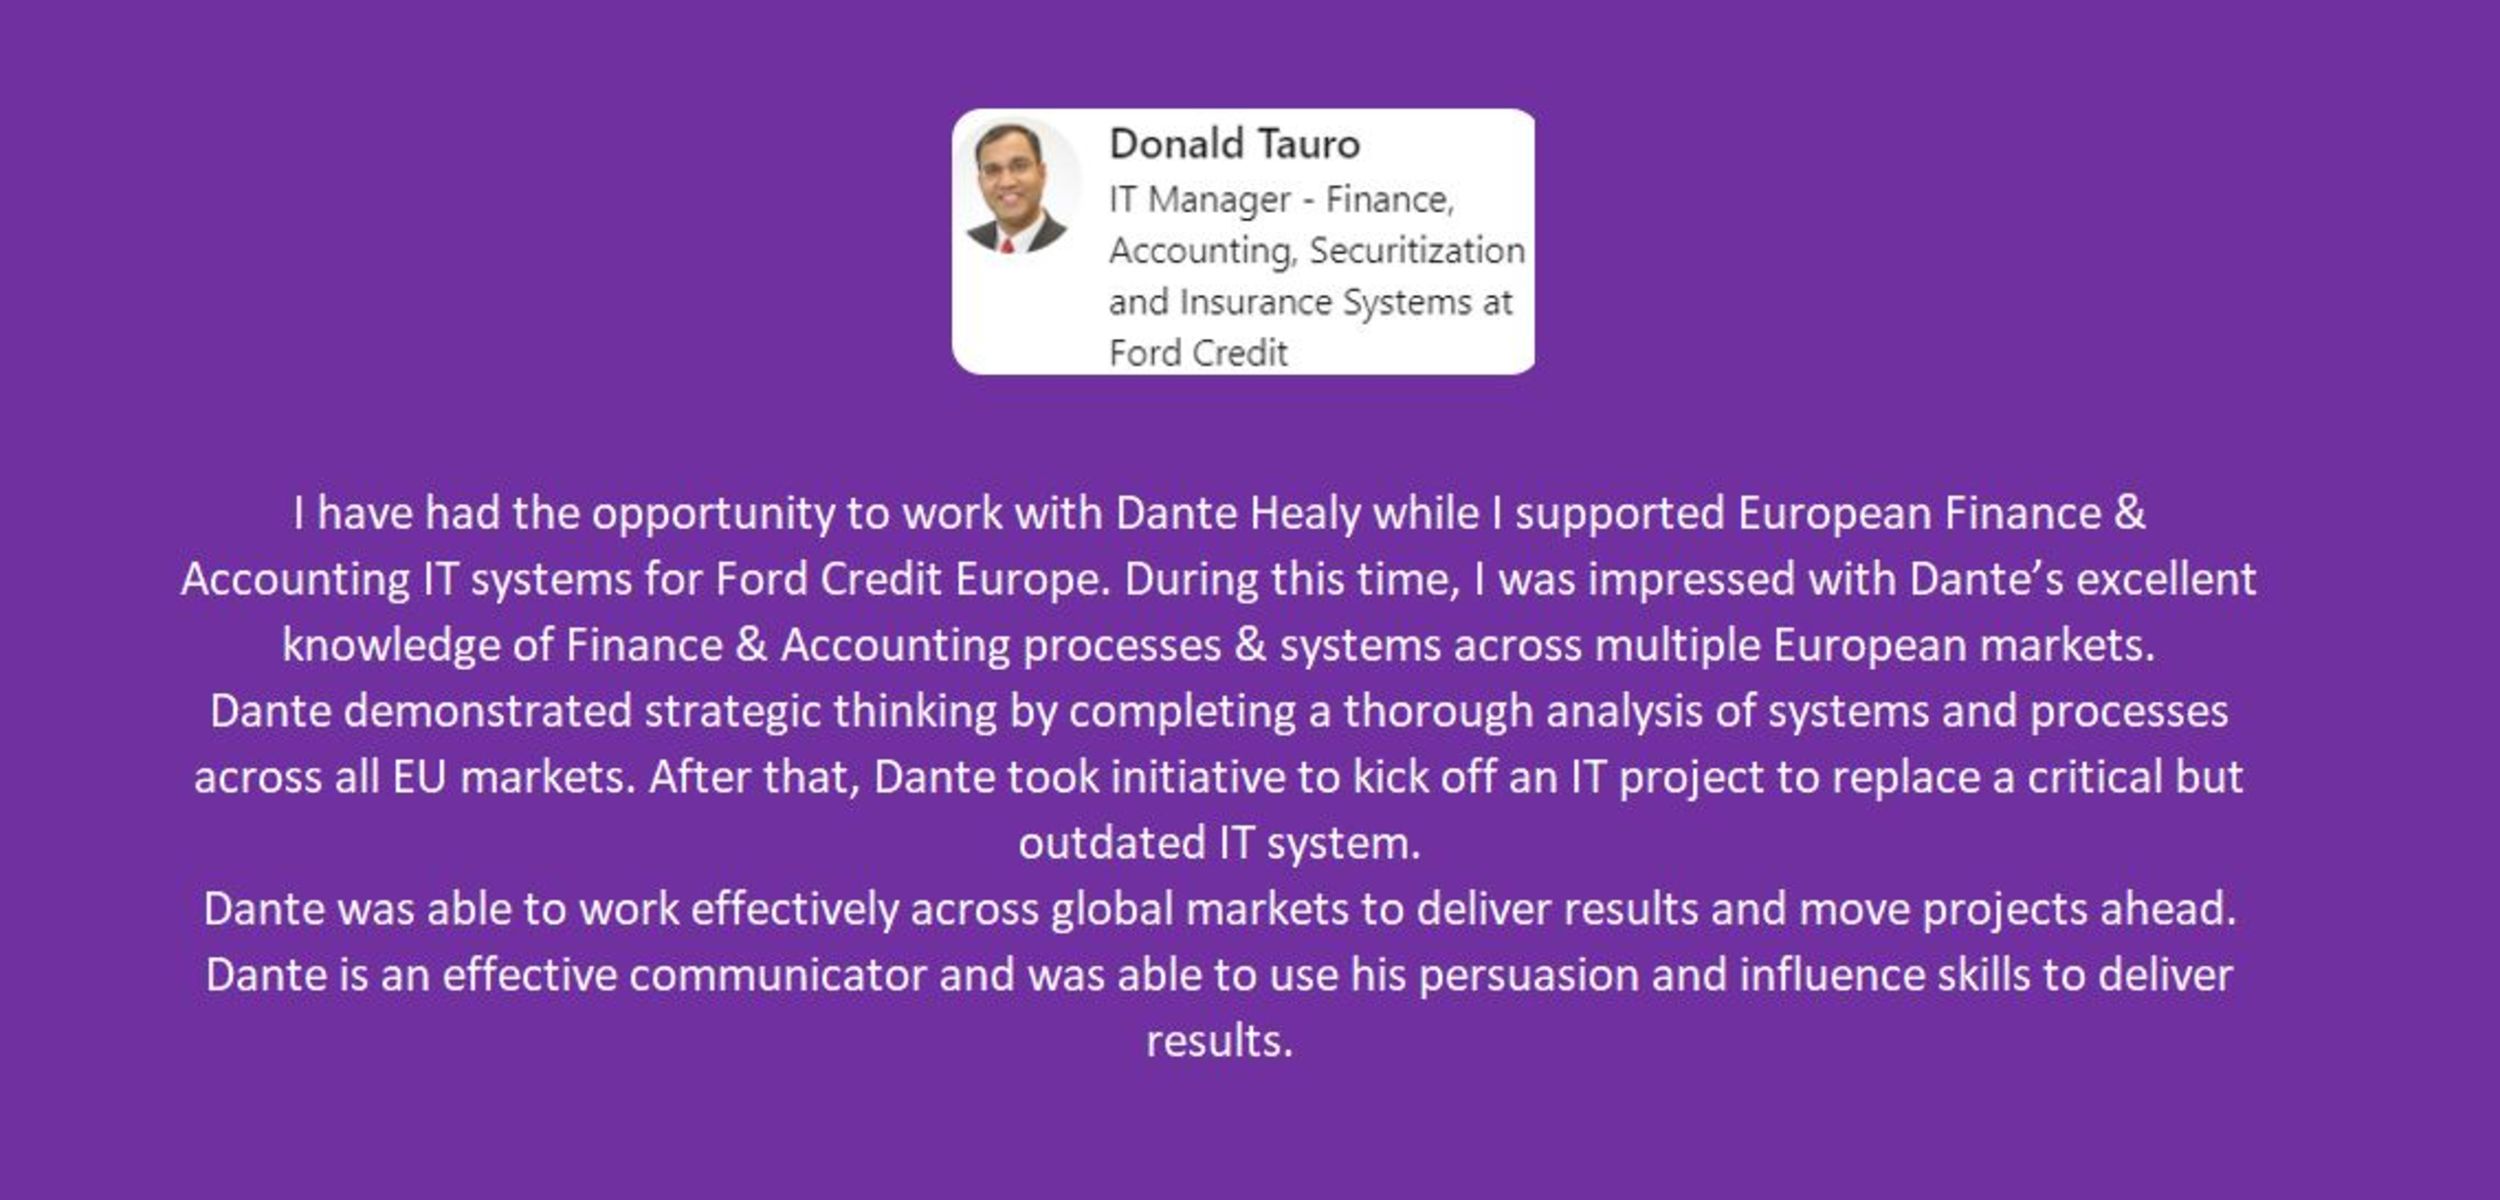 Donald Tauro
IT Manager - Finance,
Accounting, Securitization
and Insurance Systems at
Ford Credit
I have had the opportunity to work with Dante Healy while I supported European Finance &
Accounting IT systems for Ford Credit Europe. During this time, I was impressed with Dante’s excellent
knowledge of Finance & Accounting processes & systems across multiple European markets.
Dante demonstrated strategic thinking by completing a thorough analysis of systems and processes
across all EU markets. After that, Dante took initiative to kick off an IT project to replace a critical but
outdated IT system.
Dante was able to work effectively across global markets to deliver results and move projects ahead.
Dante is an effective communicator and was able to use his persuasion and influence skills to deliver
results.